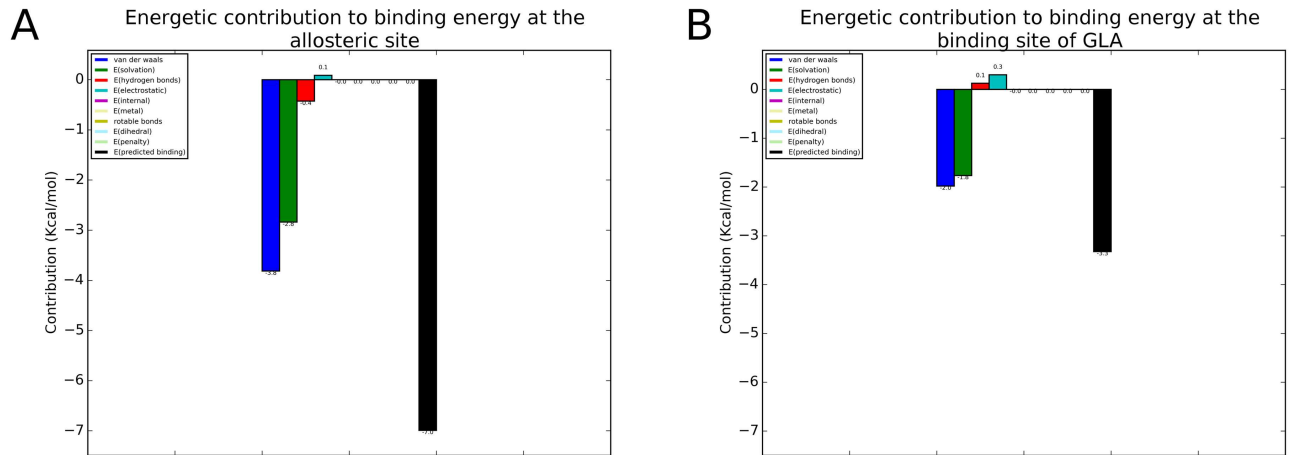 A
Energetic contribution to binding energy at the
allosteric site
van der waals
E(solvation)
E(hydrogen bonds)
E(electrostatic)
E(internal)
E(metal)
rotable bonds
E(dihedral)
E(penalty)
E(predicted binding)
Contribution (Kcal/mol)
0
−1
−2
−3
−4
−5
−6
−7
-3.8
-2.8
-0.4
0.1
-0.0
0.0
0.0
0.0
0.0
-7.0
B
Energetic contribution to binding energy at the
binding site of GLA
van der waals
E(solvation)
E(hydrogen bonds)
E(electrostatic)
E(internal)
E(metal)
rotable bonds
E(dihedral)
E(penalty)
E(predicted binding)
Contribution (Kcal/mol)
0
−1
−2
−3
−4
−5
−6
−7
-2.0
-1.8
0.1
0.3
-0.0
0.0
0.0
0.0
0.0
-3.3